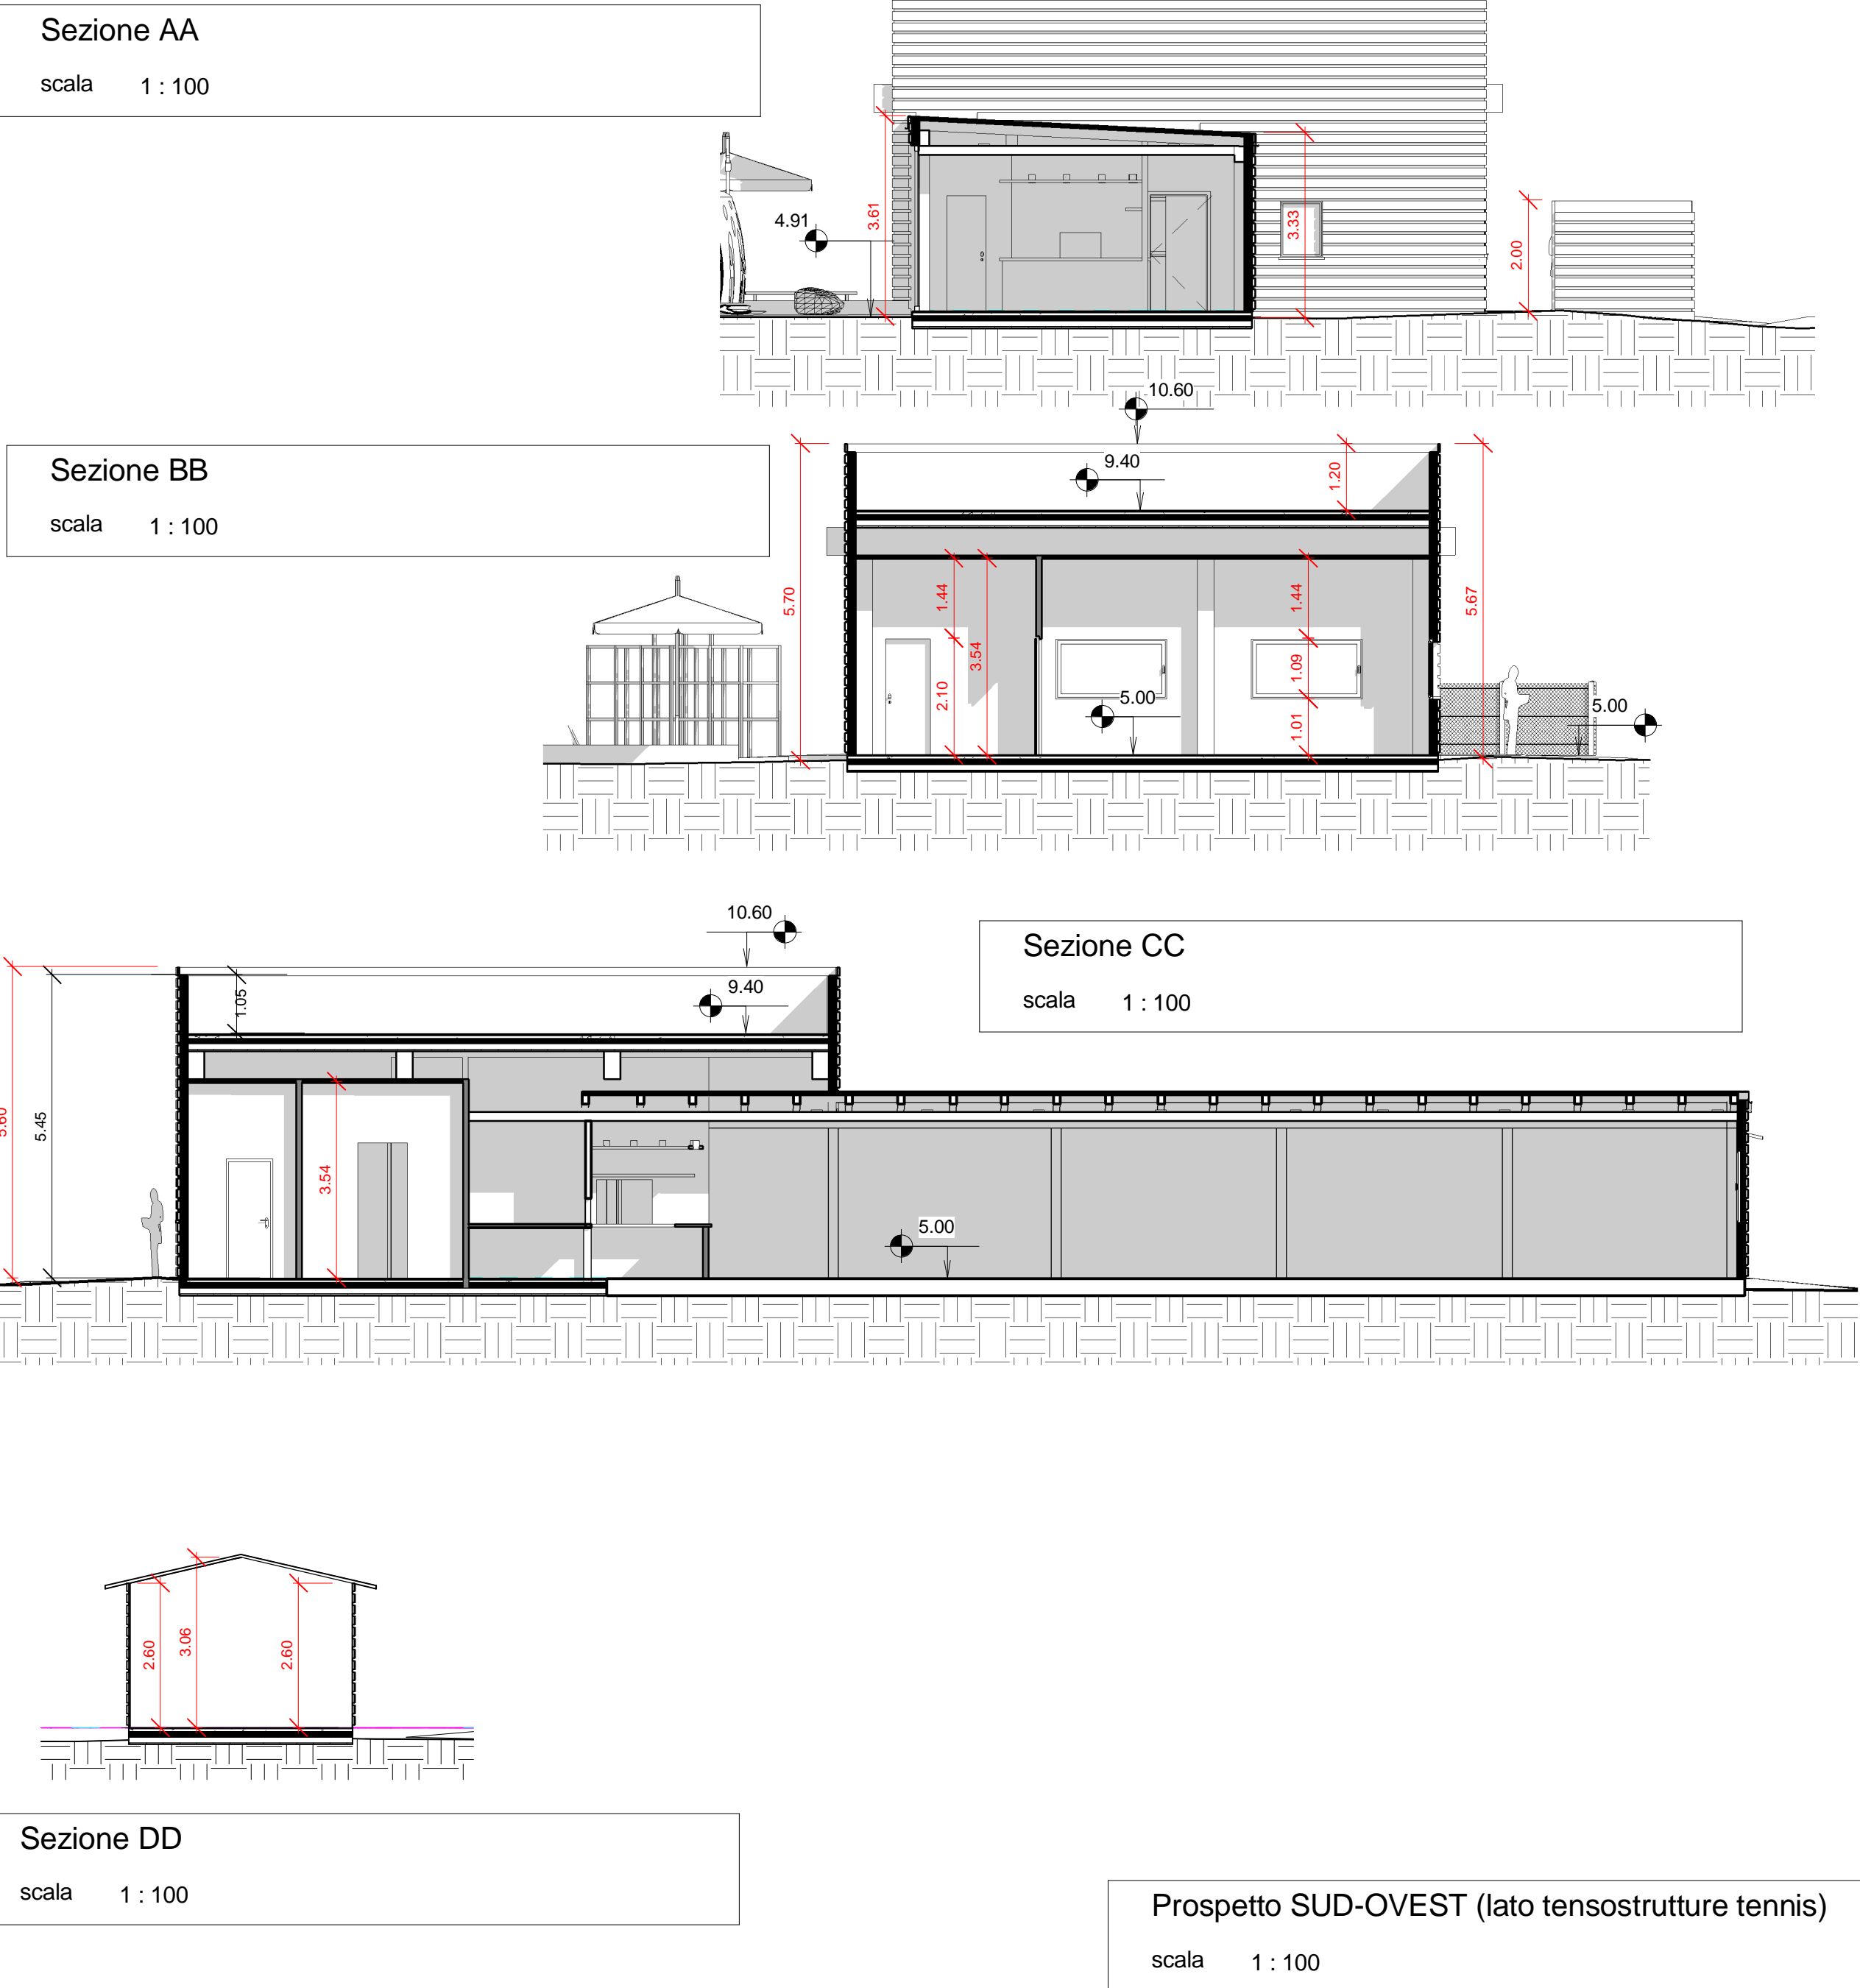 Sezione AA
scala 1 : 100
4.91
3.61
3.33
2.00
10.60
Sezione BB
scala 1 : 100
9.40
1.20
5.70
1.44
3.54
2.10
1.44
1.09
1.01
5.67
5.00
5.00
10.60
Sezione CC
scala 1 : 100
9.40
1.05
5.60
5.45
3.54
5.00
2.60
3.06
2.60
Sezione DD
scala 1 : 100
Prospetto SUD-OVEST (lato tensostrutture tennis)
scala 1 : 100